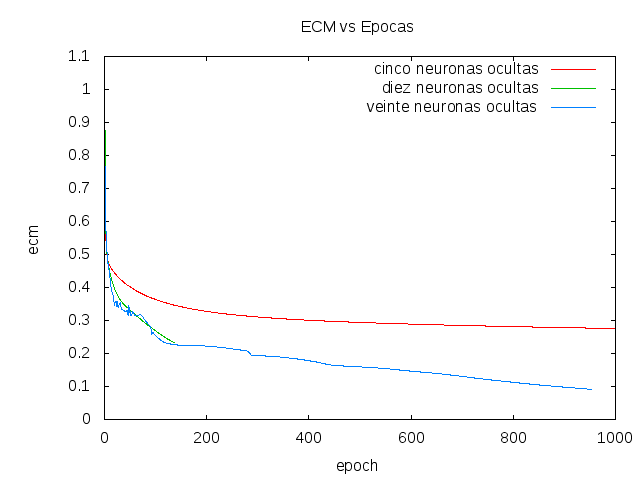 ECM vs Epocas
cinco neuronas ocultas
diez neuronas ocultas
veinte neuronas ocultas
1.1
1
0.9
0.8
0.7
0.6
0.5
0.4
0.3
0.2
0.1
0
ecm
0 200 400 600 800 1000
epoch